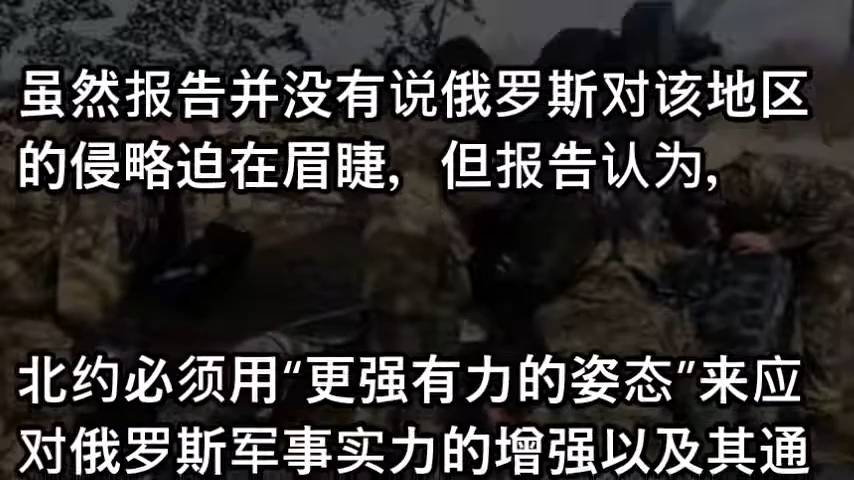 虽然报告并没有说俄罗斯对该地区
的侵略迫在眉睫，但报告认为，
北约必须用“更强有力的姿态”来应
对俄罗斯军事实力的增强以及其通